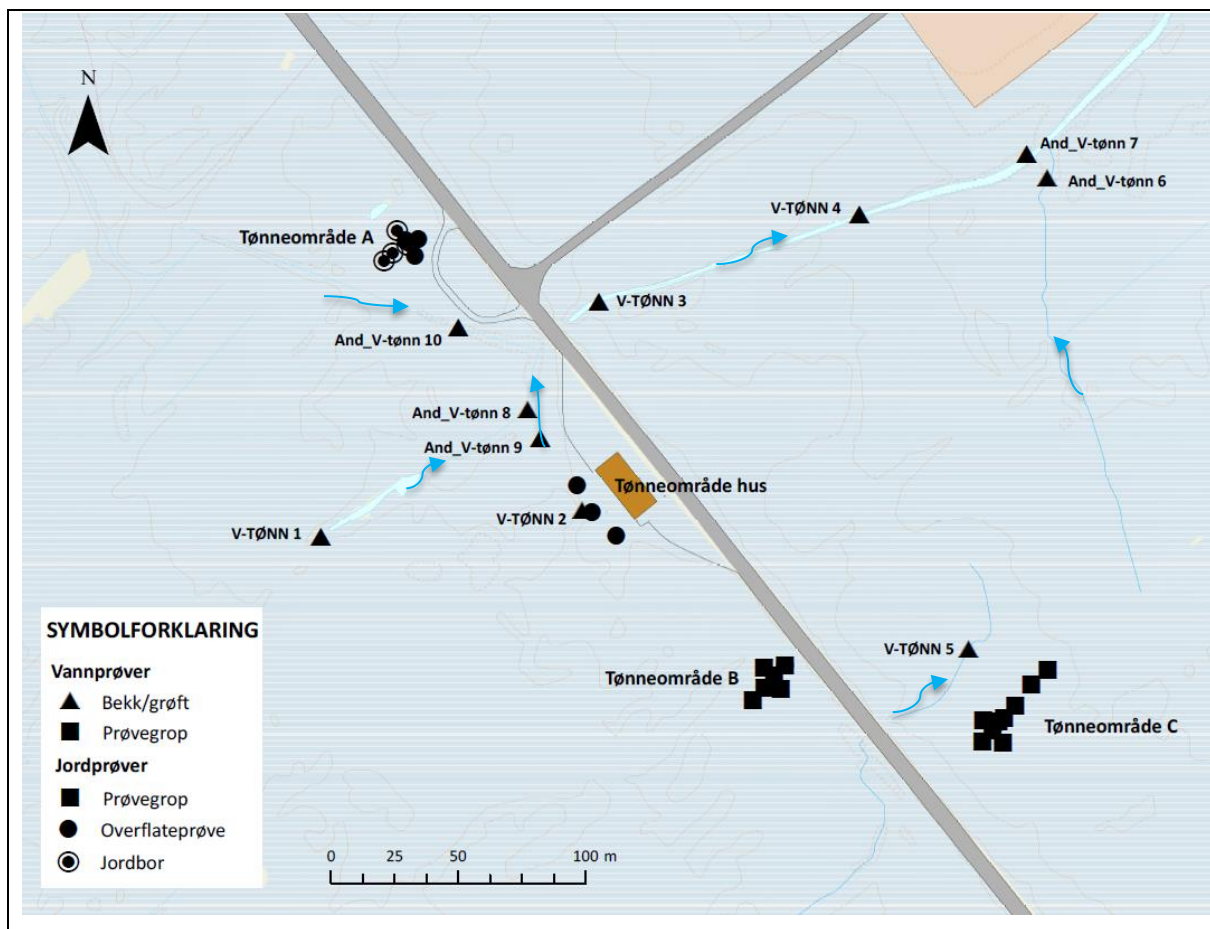 N
And_V-tønn 7
And_V-tønn 6
V-TØNN 4
Tønneområde A
V-TØNN 3
And_V-tønn 10
And_V-tønn 8
And_V-tønn 9
Tønneområde hus
V-TØNN 2
V-TØNN 1
SYMBOLFORKLARING
Vannprøver
Bekk/grøft
Prøvegrop
Jordprøver
Prøvegrop
Overflateprøve
Jordbor
V-TØNN 5
Tønneområde B
Tønneområde C
0 25 50 100 m